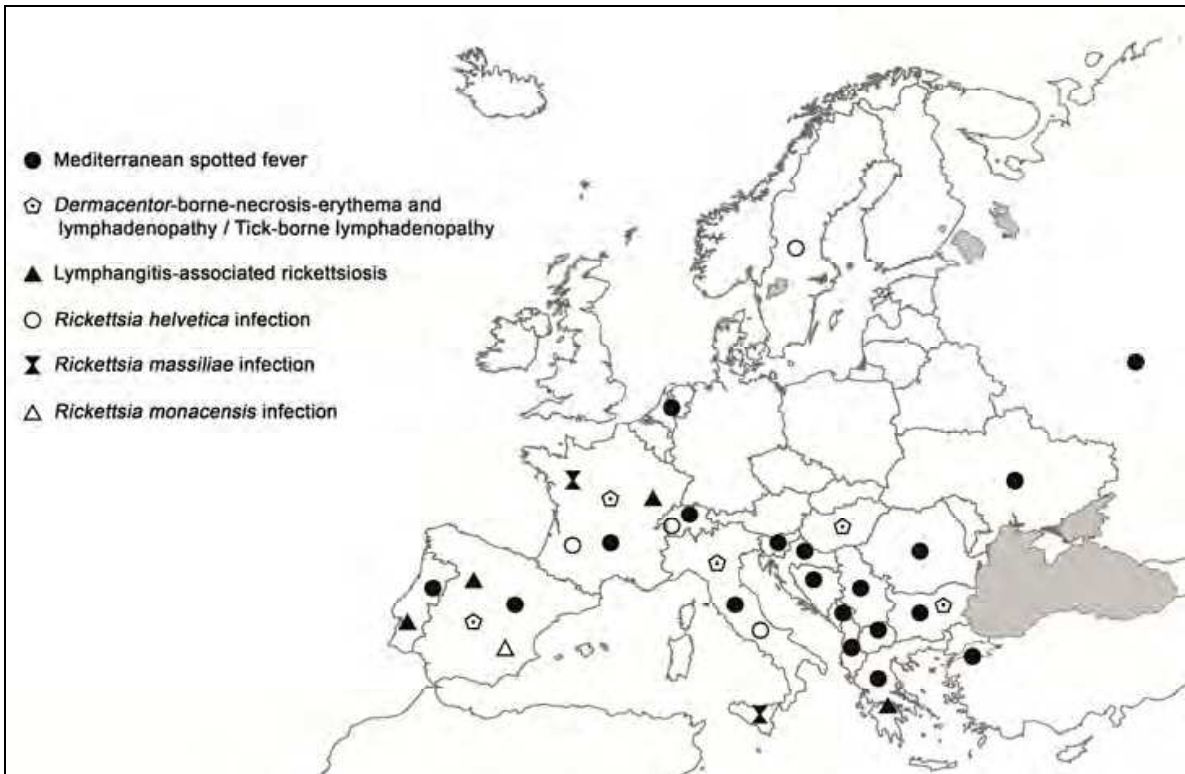 Mediterranean spotted fever
Dermacentor-borne-necrosis-erythema and
lymphadenopathy / Tick-borne lymphadenopathy
Lymphangitis-associated rickettsiosis
Rickettsia helvetica infection
Rickettsia massiliae infection
Rickettsia monacensis infection